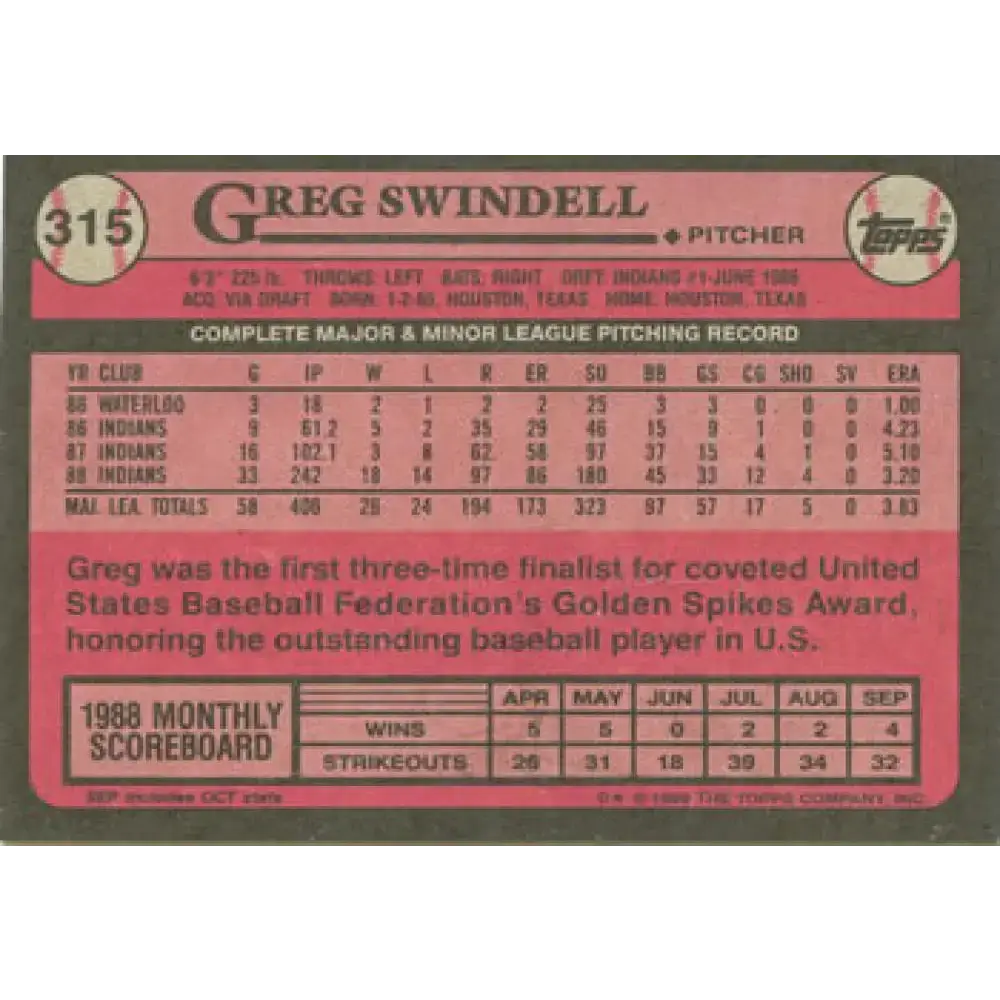 315
GREG SWINDELL
PITCHER
TOPPS®
6'3" 225 lb. THROWS: LEFT BATS: RIGHT DRFT: INDIANS #1-JUNE 1986
ACQ: VIA DRAFT BORN: 1-2-65, HOUSTON, TEXAS HOME: HOUSTON, TEXAS
COMPLETE MAJOR & MINOR LEAGUE PITCHING RECORD
YR CLUB G IP W L R ER SO BB GS CG SHO SV ERA
86 WATERLOO 3 18 2 1 2 2 25 3 3 0 0 0 1.00
86 INDIANS 9 61.2 5 2 35 29 46 15 9 1 0 0 4.23
87 INDIANS 16 102.1 3 8 62 58 97 37 15 4 1 0 5.10
88 INDIANS 33 242 18 14 97 86 180 45 33 12 4 0 3.20
MAJ. LEA. TOTALS 58 406 26 24 194 173 323 97 57 17 5 0 3.83
Greg was the first three-time finalist for coveted United
States Baseball Federation's Golden Spikes Award,
honoring the outstanding baseball player in U.S.
1988 MONTHLY SCOREBOARD
APR MAY JUN JUL AUG SEP
WINS 5 5 0 2 2 4
STRIKEOUTS 26 31 18 39 34 32
SEP includes OCT stats
© 1989 THE TOPPS COMPANY, INC.